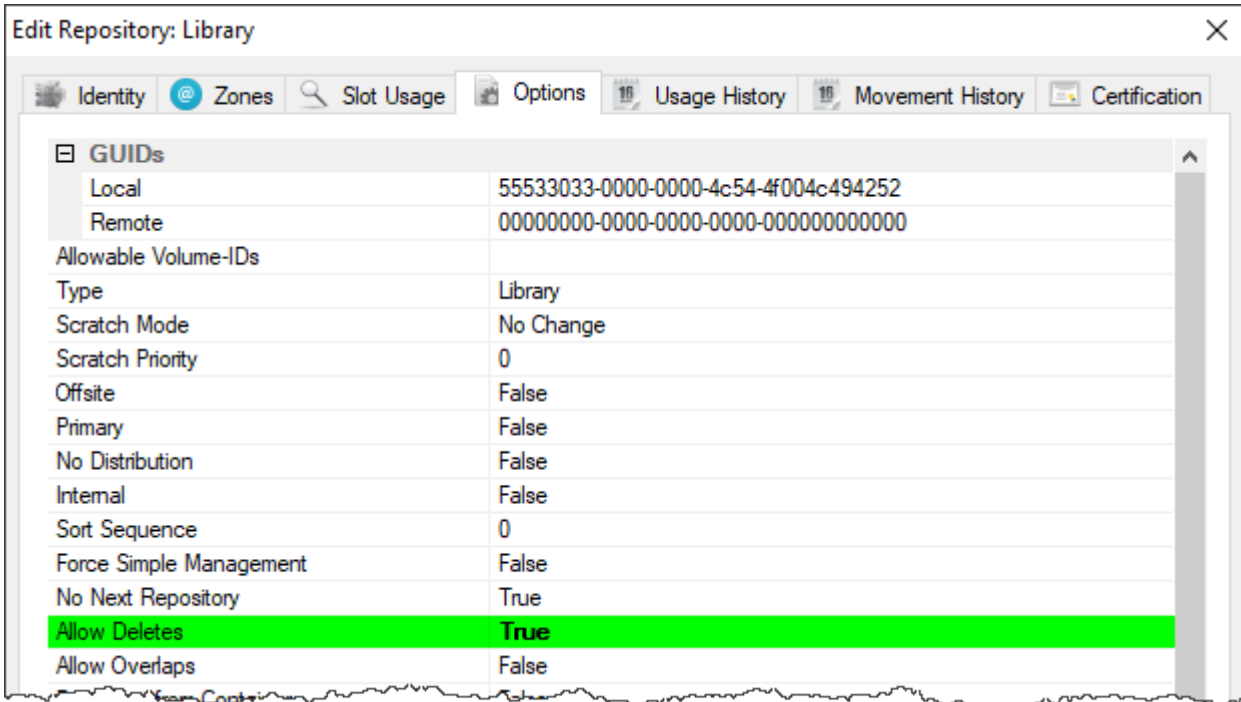 Edit Repository: Library
Identity Zones Slot Usage Options Usage History Movement History Certification
GUIDs
Local 55533033-0000-0000-4c54-4f004c494252
Remote 00000000-0000-0000-0000-000000000000
Allowable Volume-IDs
Type Library
Scratch Mode No Change
Scratch Priority 0
Offsite False
Primary False
No Distribution False
Internal False
Sort Sequence 0
Force Simple Management False
No Next Repository True
Allow Deletes True
Allow Overlaps False